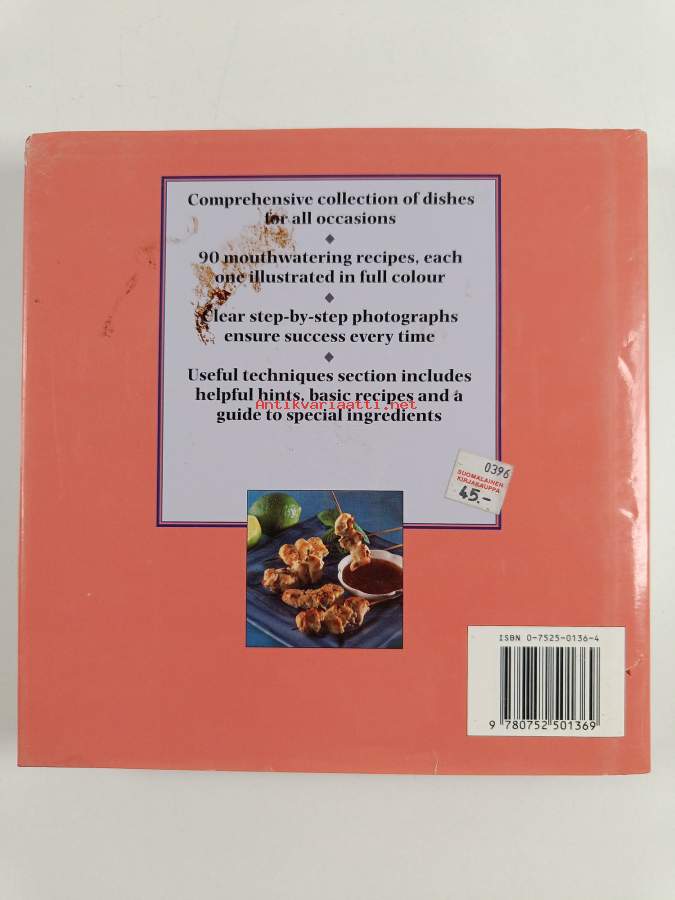 Comprehensive collection of dishes
for all occasions
90 mouthwatering recipes, each
one illustrated in full colour
Clear step-by-step photographs
ensure success every time
Useful techniques section includes
helpful hints, basic recipes and a
Antikvariaatti.net
guide to special ingredients
0396
SUOMALAINEN
KIRJAKAUPPA
45.-
ISBN 0-7525-0136-4
9 780752 501369